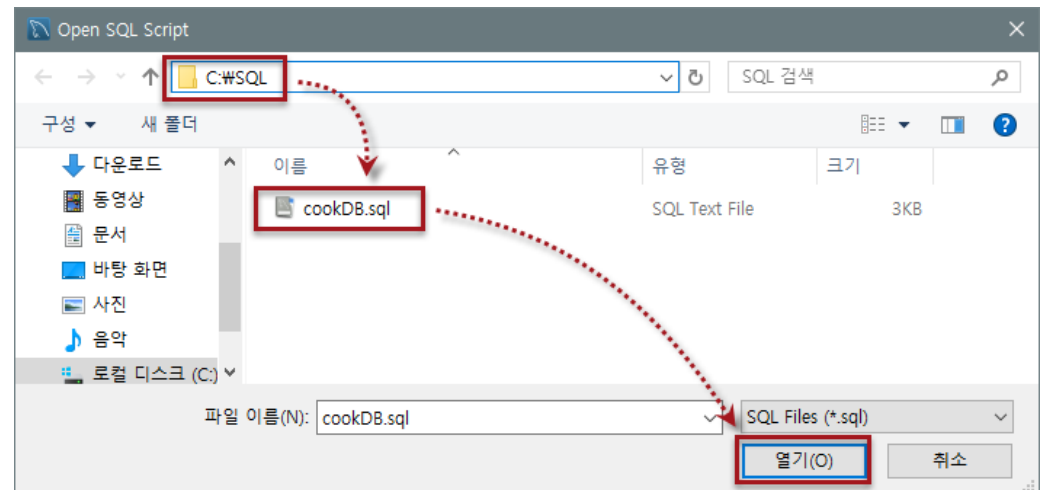 Open SQL Script
C:₩SQL
SQL 검색
구성
새 폴더
이름
유형
크기
다운로드
동영상
문서
바탕 화면
사진
음악
로컬 디스크 (C:)
cookDB.sql
SQL Text File
3KB
파일 이름(N):
cookDB.sql
SQL Files (*.sql)
열기(O)
취소